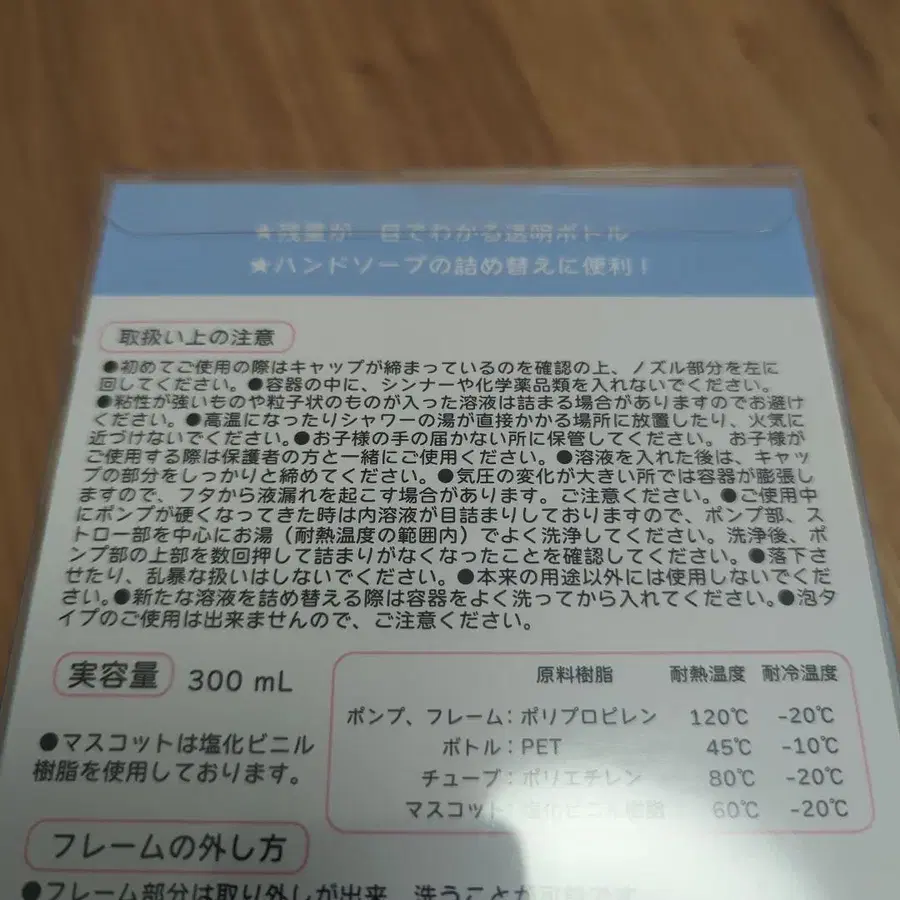 ★残量が一目でわかる透明ボトル
★ハンドソープの詰め替えに便利！
取扱い上の注意
●初めてご使用の際はキャップが締まっているのを確認の上、ノズル部分を左に
回してください。●容器の中に、シンナーや化学薬品類を入れないでください。
●粘性が強いものや粒子状のものが入った溶液は詰まる場合がありますのでお避け
ください。●高温になったりシャワーの湯が直接かかる場所に放置したり、火気に
近づけないでください。●お子様の手の届かない所に保管してください。 お子様が
ご使用する際は保護者の方と一緒にご使用ください。●溶液を入れた後は、キャッ
プの部分をしっかりと締めてください。●気圧の変化が大きい所では容器が膨張し
ますので、フタから液漏れを起こす場合があります。ご注意ください。●ご使用中
にポンプが硬くなってきた時は内溶液が目詰まりしておりますので、ポンプ部、ス
トロー部を中心にお湯（耐熱温度の範囲内）でよく洗浄してください。洗浄後、ポ
ンプ部の上部を数回押して詰まりがなくなったことを確認してください。●落下さ
せたり、乱暴な扱いはしないでください。●本来の用途以外には使用しないでくだ
さい。●新たな溶液を詰め替える際は容器をよく洗ってから入れてください。●泡タ
イプのご使用は出来ませんので、ご注意ください。
実容量 300 mL
●マスコットは塩化ビニル
樹脂を使用しております。
原料樹脂 耐熱温度 耐冷温度
ポンプ、フレーム：ポリプロピレン 120℃ -20℃
ボトル：PET 45℃ -10℃
チューブ：ポリエチレン 80℃ -20℃
マスコット：塩化ビニル樹脂 60℃ -20℃
フレームの外し方
●フレーム部分は取り外しが出来、洗うことが